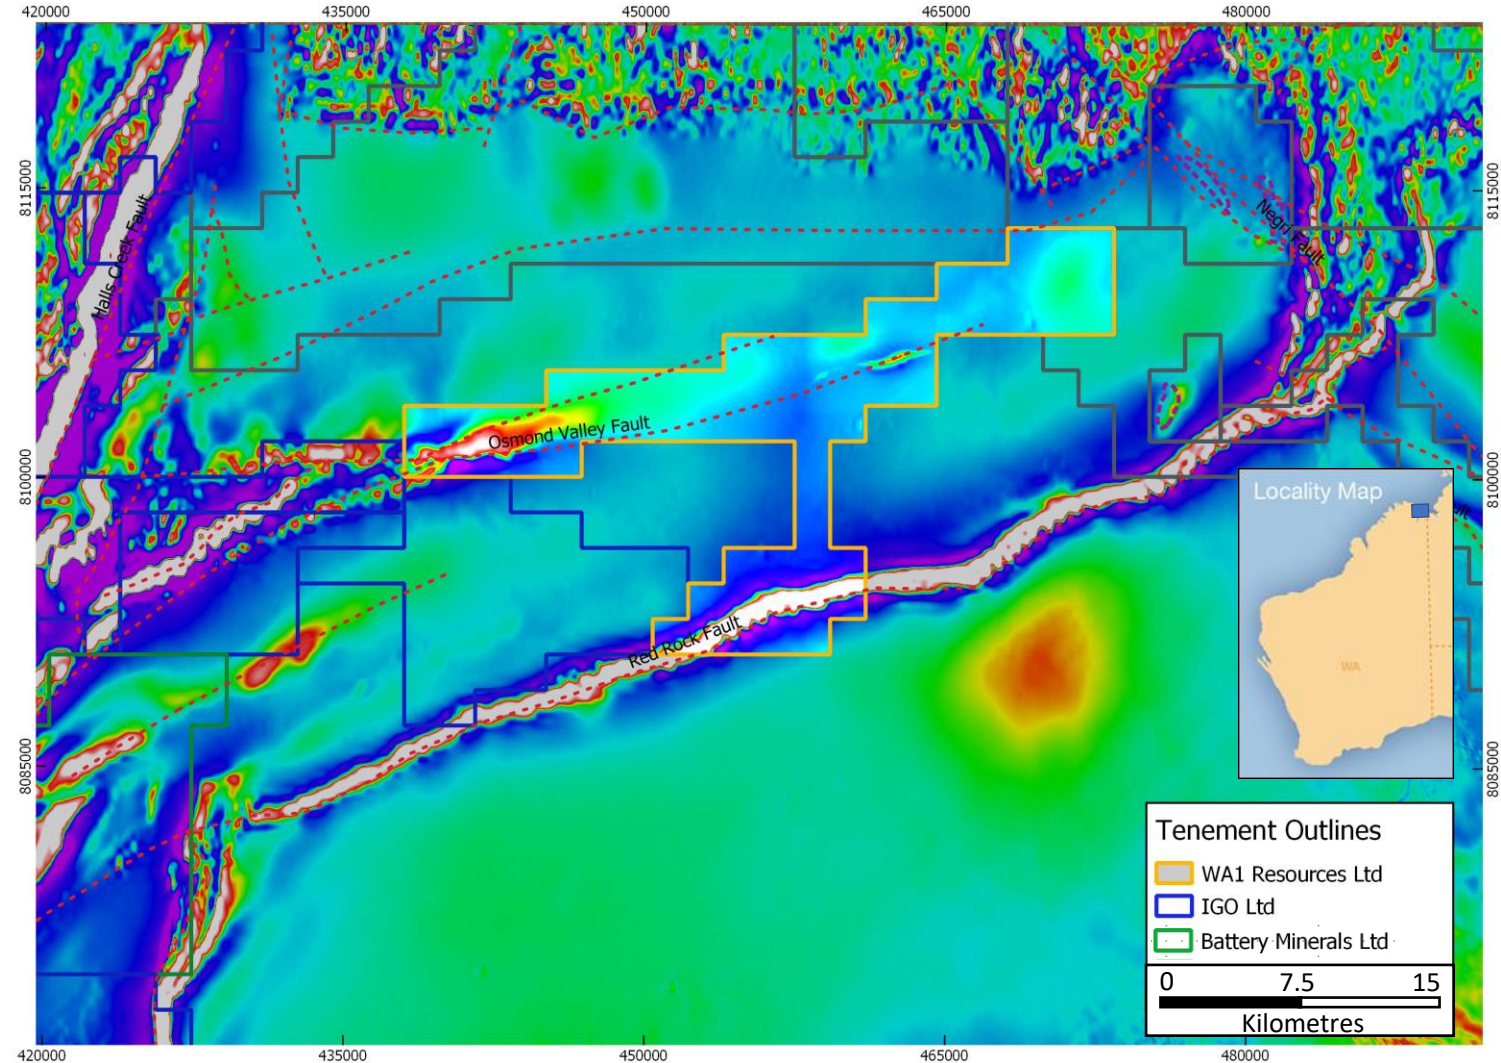 420000
435000
450000
465000
480000
8115000
8115000
Halls Creek Fault
Negri Fault
Osmond Valley Fault
8100000
8100000
Locality Map
WA
Red Rock Fault
8085000
8085000
Tenement Outlines
WA1 Resources Ltd
IGO Ltd
Battery Minerals Ltd
0 7.5 15
Kilometres
420000
435000
450000
465000
480000